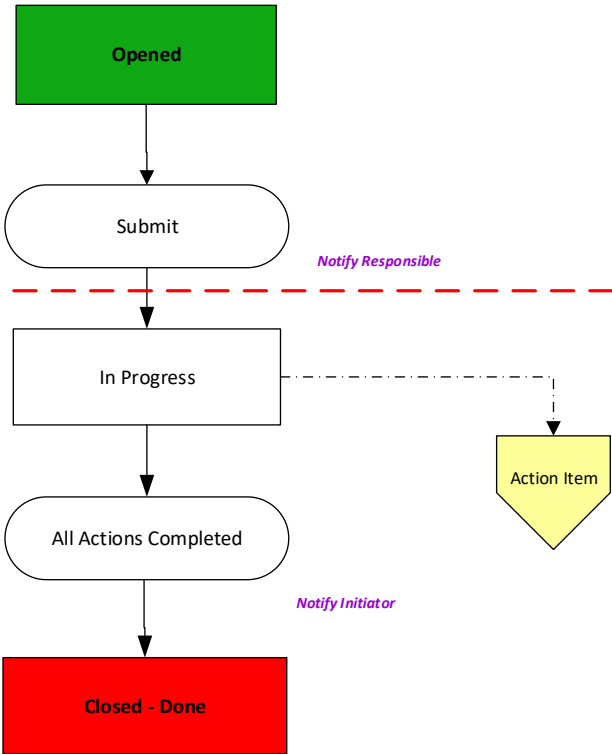 Opened
Submit
Notify Responsible
In Progress
Action Item
All Actions Completed
Notify Initiator
Closed - Done